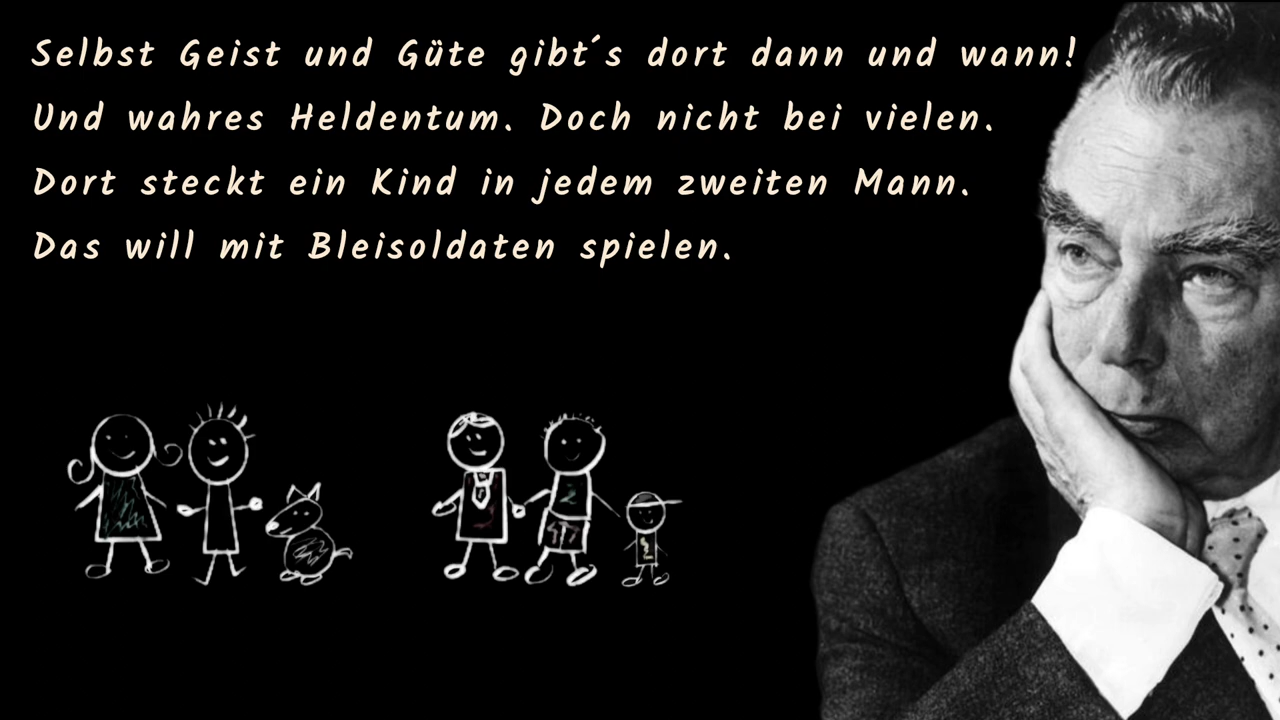 Selbst Geist und Güte gibt´s dort dann und wann!
Und wahres Heldentum. Doch nicht bei vielen.
Dort steckt ein Kind in jedem zweiten Mann.
Das will mit Bleisoldaten spielen.